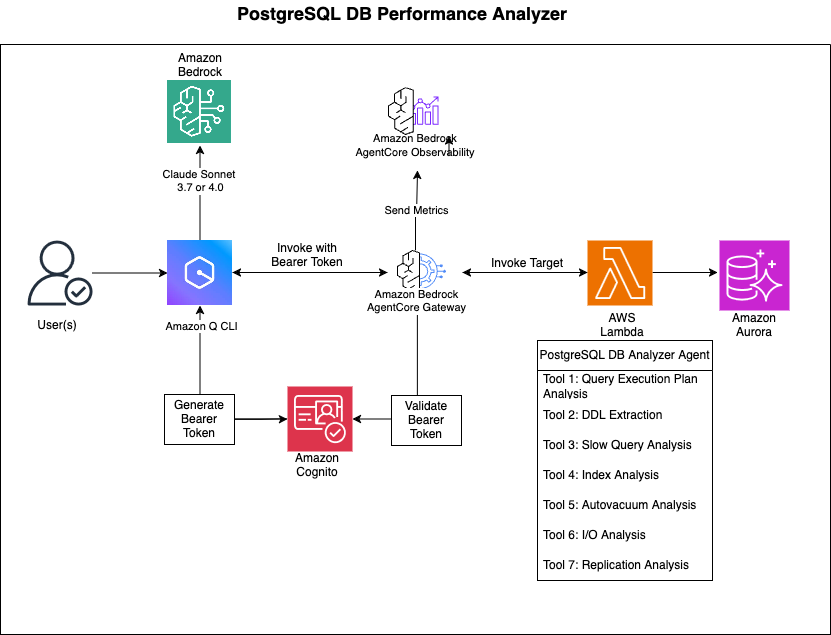 PostgreSQL DB Performance Analyzer
Amazon
Bedrock
Claude Sonnet
3.7 or 4.0
Amazon Bedrock
AgentCore Observability
Send Metrics
User(s)
Amazon Q CLI
Invoke with
Bearer Token
Amazon Bedrock
AgentCore Gateway
Invoke Target
AWS
Lambda
Amazon
Aurora
Generate
Bearer
Token
Amazon
Cognito
Validate
Bearer
Token
PostgreSQL DB Analyzer Agent
Tool 1: Query Execution Plan
Analysis
Tool 2: DDL Extraction
Tool 3: Slow Query Analysis
Tool 4: Index Analysis
Tool 5: Autovacuum Analysis
Tool 6: I/O Analysis
Tool 7: Replication Analysis